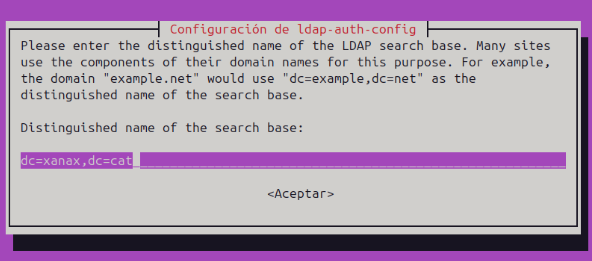 Configuración de ldap-auth-config
Please enter the distinguished name of the LDAP search base. Many sites
use the components of their domain names for this purpose. For example,
the domain "example.net" would use "dc=example,dc=net" as the
distinguished name of the search base.
Distinguished name of the search base:
dc=xanax,dc=cat
<Aceptar>